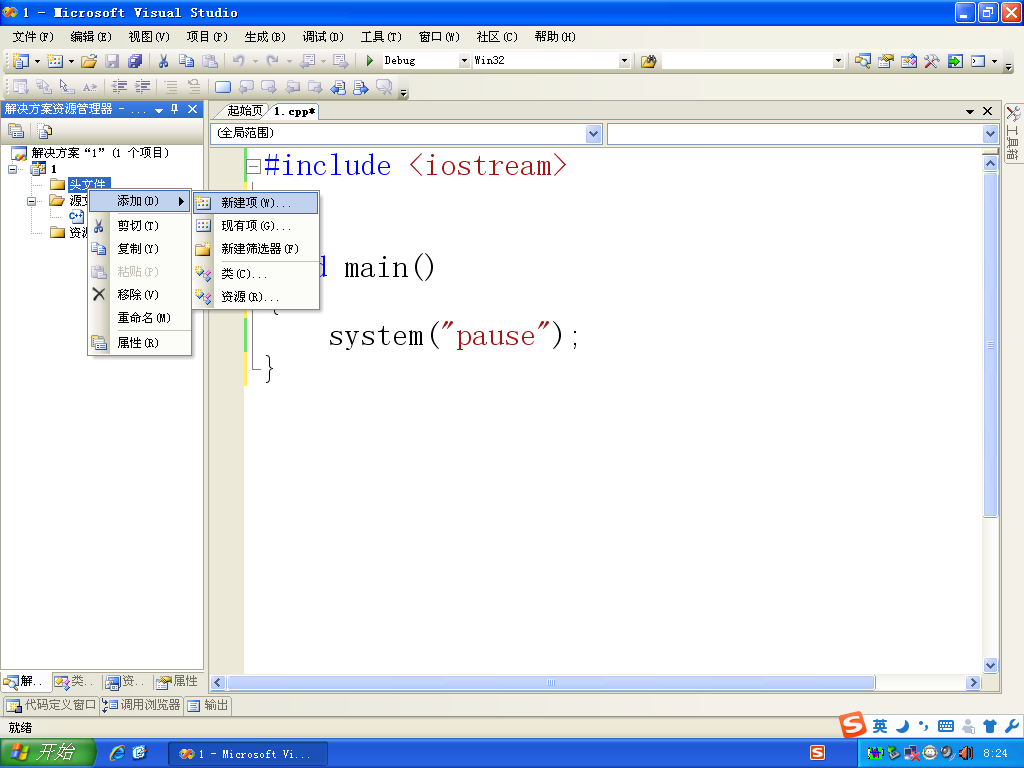 1 - Microsoft Visual Studio
文件(F) 编辑(E) 视图(V) 项目(P) 生成(B) 调试(D) 工具(T) 窗口(W) 社区(C) 帮助(H)
Debug Win32
解决方案资源管理器 - ...
起始页 1.cpp*
(全局范围)
解决方案“1”(1 个项目)
1
头文件
源文
资源
添加(D)
剪切(T)
复制(Y)
粘贴(P)
移除(V)
重命名(M)
属性(R)
新建项(W)...
现有项(G)...
新建筛选器(F)
类(C)...
资源(R)...
#include <iostream>
d main()
{
system("pause");
}
工具箱
解.. 类.. 资.. 属性
代码定义窗口 调用浏览器 输出
就绪
英
开始 1 - Microsoft Vi... 8:24